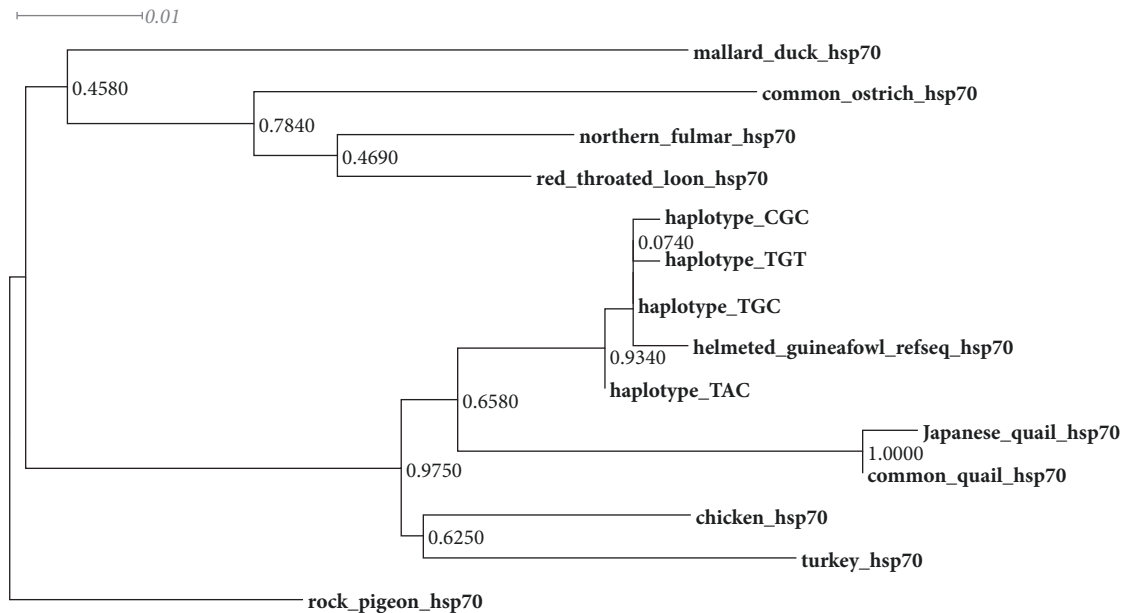 0.01
mallard_duck_hsp70
0.4580
common_ostrich_hsp70
0.7840
northern_fulmar_hsp70
0.4690
red_throated_loon_hsp70
haplotype_CGC
0.0740
haplotype_TGT
haplotype_TGC
helmeted_guineafowl_refseq_hsp70
0.9340
haplotype_TAC
0.6580
Japanese_quail_hsp70
1.0000
0.9750
common_quail_hsp70
chicken_hsp70
0.6250
turkey_hsp70
rock_pigeon_hsp70